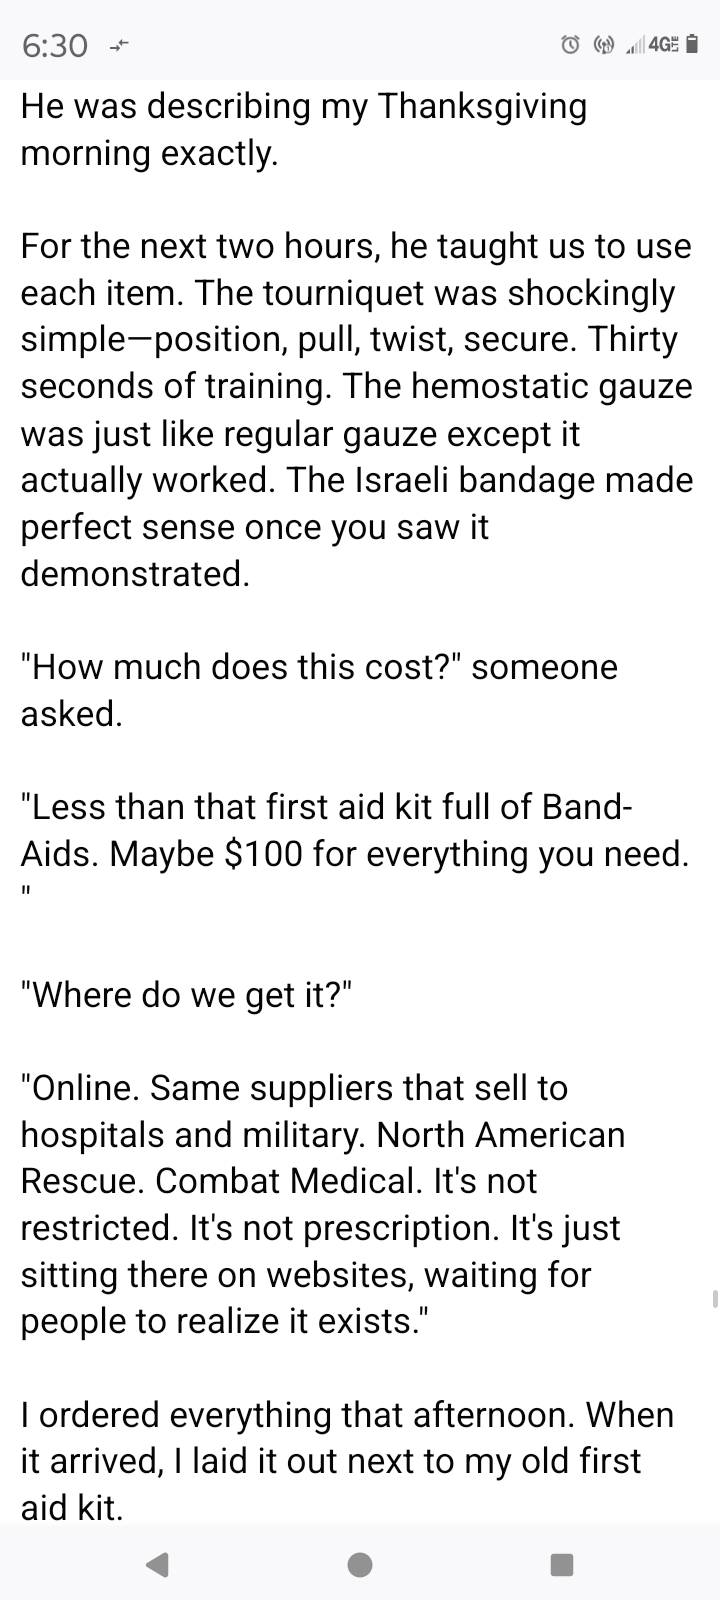 6:30
4GE
He was describing my Thanksgiving
morning exactly.
For the next two hours, he taught us to use
each item. The tourniquet was shockingly
simple—position, pull, twist, secure. Thirty
seconds of training. The hemostatic gauze
was just like regular gauze except it
actually worked. The Israeli bandage made
perfect sense once you saw it
demonstrated.
"How much does this cost?" someone
asked.
"Less than that first aid kit full of Band-
Aids. Maybe $100 for everything you need.
"
"Where do we get it?"
"Online. Same suppliers that sell to
hospitals and military. North American
Rescue. Combat Medical. It's not
restricted. It's not prescription. It's just
sitting there on websites, waiting for
people to realize it exists."
I ordered everything that afternoon. When
it arrived, I laid it out next to my old first
aid kit.